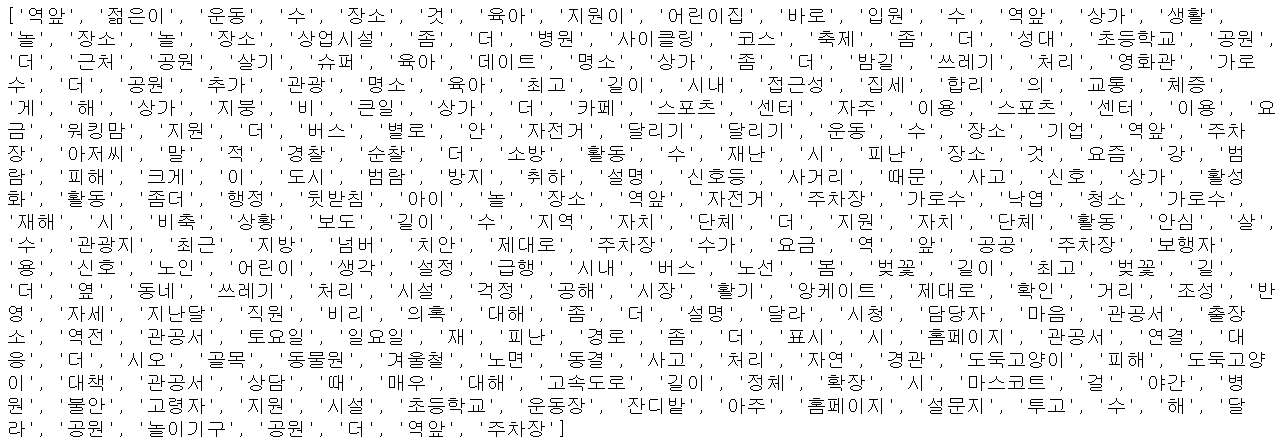 ['역앞', '젊은이', '운동', '수', '장소', '것', '육아', '지원이', '어린이집', '바로', '입원', '수', '역앞', '상가', '생활',
'놀', '장소', '놀', '장소', '상업시설', '좀', '더', '병원', '사이클링', '코스', '축제', '좀', '더', '성대', '초등학교', '공원',
'더', '근처', '공원', '살기', '슈퍼', '육아', '데이트', '명소', '상가', '좀', '더', '밤길', '쓰레기', '처리', '영화관', '가로
수', '더', '공원', '추가', '관광', '명소', '육아', '최고', '길이', '시내', '접근성', '집세', '합리', '의', '교통', '체증',
'게', '해', '상가', '지붕', '비', '큰일', '상가', '더', '카페', '스포츠', '센터', '자주', '이용', '스포츠', '센터', '이용', '요
금', '워킹맘', '지원', '더', '버스', '별로', '안', '자전거', '달리기', '달리기', '운동', '수', '장소', '기업', '역앞', '주차
장', '아저씨', '말', '적', '경찰', '순찰', '더', '소방', '활동', '수', '재난', '시', '피난', '장소', '것', '요즘', '강', '범
람', '피해', '크게', '이', '도시', '범람', '방지', '취하', '설명', '신호등', '사거리', '때문', '사고', '신호', '상가', '활성
화', '활동', '좀더', '행정', '뒷받침', '아이', '놀', '장소', '역앞', '자전거', '주차장', '가로수', '낙엽', '청소', '가로수',
'재해', '시', '비축', '상황', '보도', '길이', '수', '지역', '자치', '단체', '더', '지원', '자치', '단체', '활동', '안심', '살',
'수', '관광지', '최근', '지방', '넘버', '치안', '제대로', '주차장', '수가', '요금', '역', '앞', '공공', '주차장', '보행자',
'용', '신호', '노인', '어린이', '생각', '설정', '급행', '시내', '버스', '노선', '봄', '벚꽃', '길이', '최고', '벚꽃', '길',
'더', '옆', '동네', '쓰레기', '처리', '시설', '걱정', '공해', '시장', '활기', '앙케이트', '제대로', '확인', '거리', '조성', '반
영', '자세', '지난달', '직원', '비리', '의혹', '대해', '좀', '더', '설명', '달라', '시청', '담당자', '마음', '관공서', '출장
소', '역전', '관공서', '토요일', '일요일', '재', '피난', '경로', '좀', '더', '표시', '시', '홈페이지', '관공서', '연결', '대
응', '더', '시오', '골목', '동물원', '겨울철', '노면', '동결', '사고', '처리', '자연', '경관', '도둑고양이', '피해', '도둑고양
이', '대책', '관공서', '상담', '때', '매우', '대해', '고속도로', '길이', '정체', '확장', '시', '마스코트', '걸', '야간', '병
원', '불안', '고령자', '지원', '시설', '초등학교', '운동장', '잔디밭', '아주', '홈페이지', '설문지', '투고', '수', '해', '달
라', '공원', '놀이기구', '공원', '더', '역앞', '주차장']